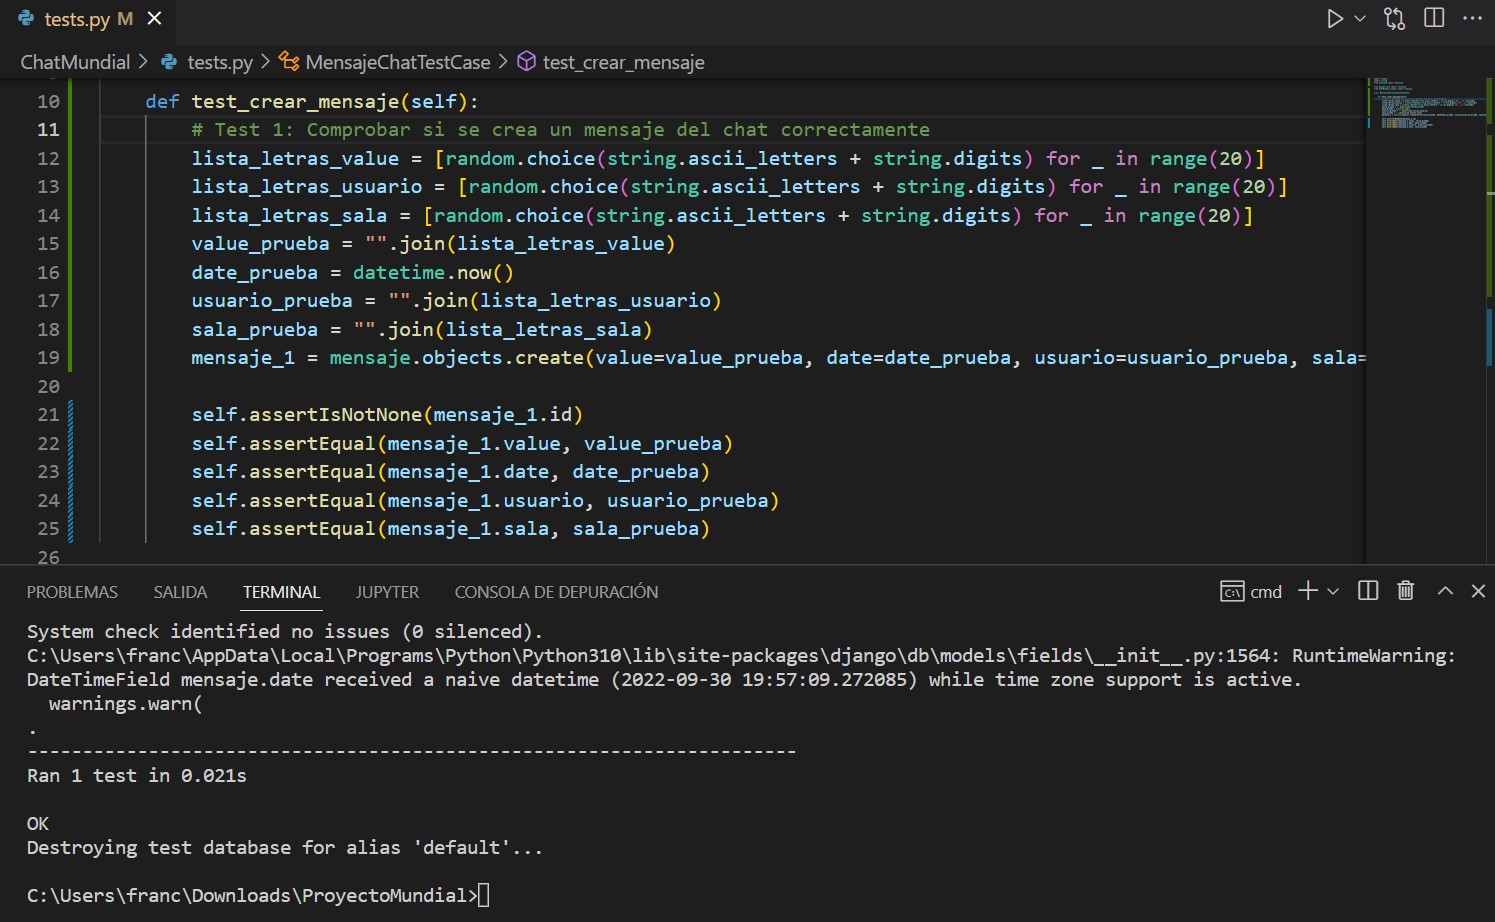 tests.py M
ChatMundial > tests.py > MensajeChatTestCase > test_crear_mensaje
10 def test_crear_mensaje(self):
11 # Test 1: Comprobar si se crea un mensaje del chat correctamente
12 lista_letras_value = [random.choice(string.ascii_letters + string.digits) for _ in range(20)]
13 lista_letras_usuario = [random.choice(string.ascii_letters + string.digits) for _ in range(20)]
14 lista_letras_sala = [random.choice(string.ascii_letters + string.digits) for _ in range(20)]
15 value_prueba = "".join(lista_letras_value)
16 date_prueba = datetime.now()
17 usuario_prueba = "".join(lista_letras_usuario)
18 sala_prueba = "".join(lista_letras_sala)
19 mensaje_1 = mensaje.objects.create(value=value_prueba, date=date_prueba, usuario=usuario_prueba, sala=
20
21 self.assertIsNotNone(mensaje_1.id)
22 self.assertEqual(mensaje_1.value, value_prueba)
23 self.assertEqual(mensaje_1.date, date_prueba)
24 self.assertEqual(mensaje_1.usuario, usuario_prueba)
25 self.assertEqual(mensaje_1.sala, sala_prueba)
26
PROBLEMAS SALIDA TERMINAL JUPYTER CONSOLA DE DEPURACIÓN cmd
System check identified no issues (0 silenced).
C:\Users\franc\AppData\Local\Programs\Python\Python310\lib\site-packages\django\db\models\fields\__init__.py:1564: RuntimeWarning:
DateTimeField mensaje.date received a naive datetime (2022-09-30 19:57:09.272085) while time zone support is active.
warnings.warn(
.
----------------------------------------------------------------------
Ran 1 test in 0.021s
OK
Destroying test database for alias 'default'...
C:\Users\franc\Downloads\ProyectoMundial>